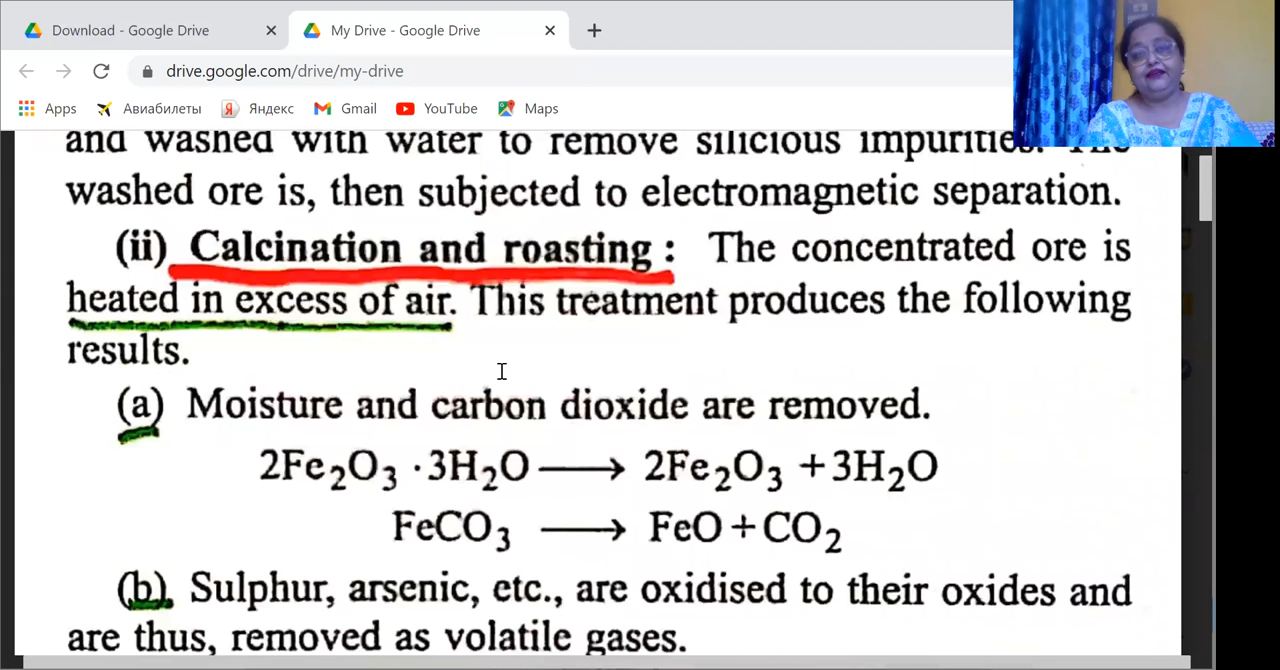 Download - Google Drive
My Drive - Google Drive
drive.google.com/drive/my-drive
Apps Авиабилеты Яндекс Gmail YouTube Maps
and washed with water to remove silicious
washed ore is, then subjected to electromagnetic separation.
(ii) Calcination and roasting : The concentrated ore is
heated in excess of air. This treatment produces the following
results.
(a) Moisture and carbon dioxide are removed.
2Fe₂O₃ · 3H₂O ⟶ 2Fe₂O₃ + 3H₂O
FeCO₃ ⟶ FeO + CO₂
(b) Sulphur, arsenic, etc., are oxidised to their oxides and
are thus, removed as volatile gases.